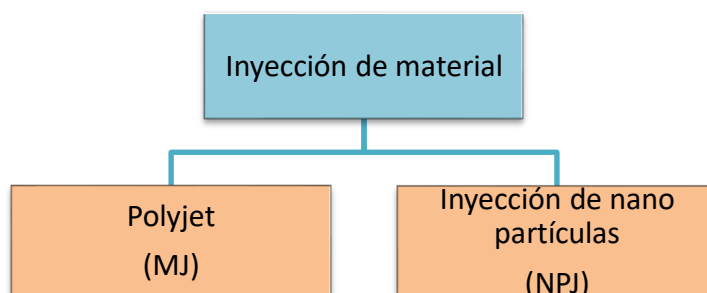 Inyección de material
Polyjet
(MJ)
Inyección de nano
partículas
(NPJ)